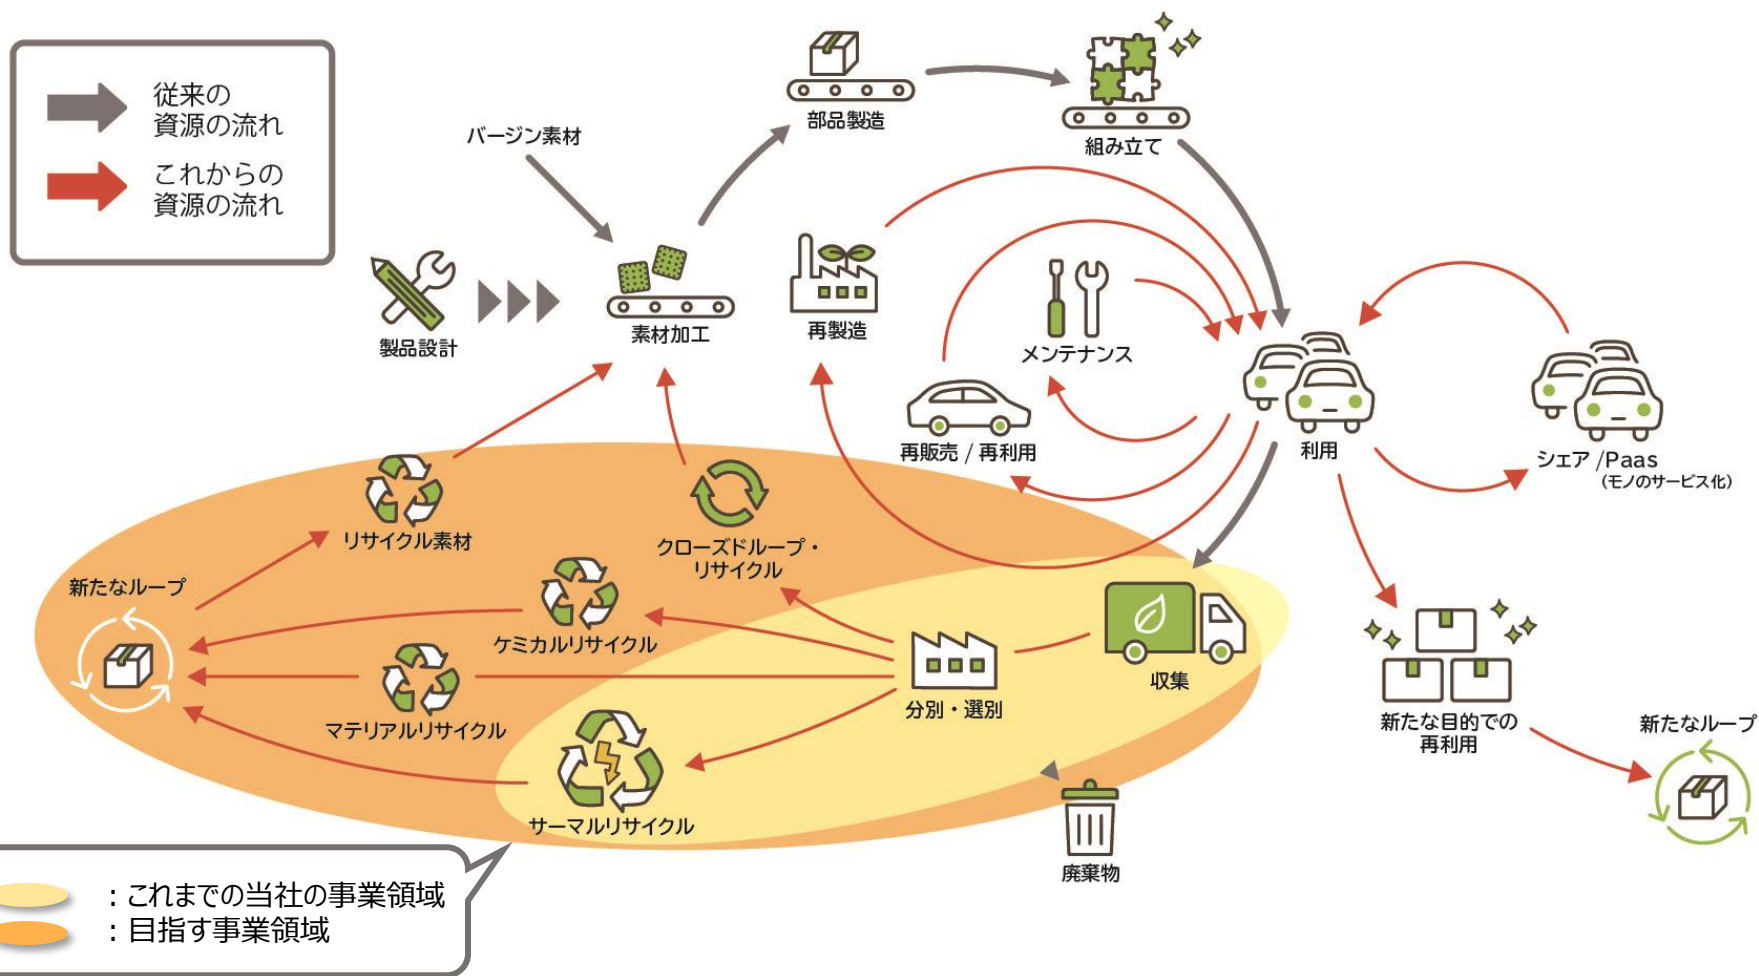 従来の
資源の流れ
これからの
資源の流れ
バージン素材
部品製造
組み立て
製品設計
素材加工
再製造
メンテナンス
再販売 / 再利用
利用
シェア /Paas
（モノのサービス化）
リサイクル素材
クローズドループ・
リサイクル
新たなループ
ケミカルリサイクル
マテリアルリサイクル
分別・選別
収集
サーマルリサイクル
廃棄物
新たな目的での
再利用
新たなループ
：これまでの当社の事業領域
：目指す事業領域